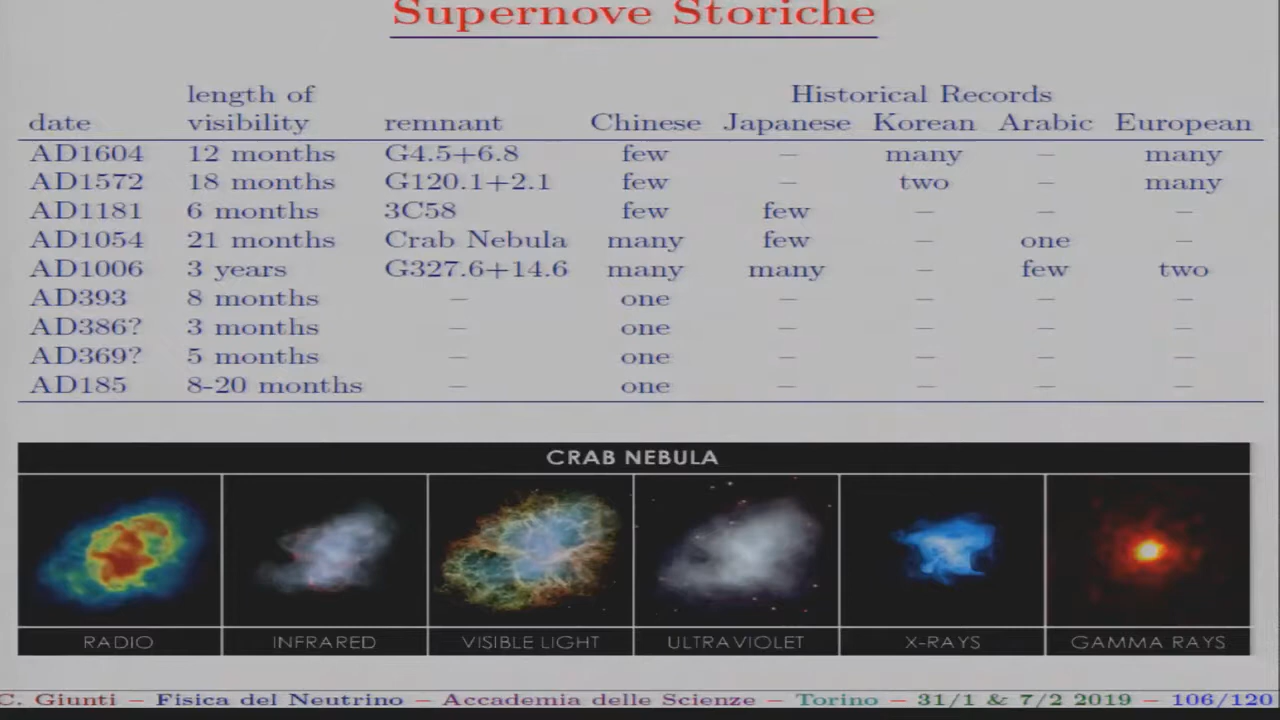 Supernove Storiche
length of Historical Records
date visibility remnant Chinese Japanese Korean Arabic European
AD1604 12 months G4.5+6.8 few – many – many
AD1572 18 months G120.1+2.1 few – two – many
AD1181 6 months 3C58 few few – – –
AD1054 21 months Crab Nebula many few – one –
AD1006 3 years G327.6+14.6 many many – few two
AD393 8 months – one – – – –
AD386? 3 months – one – – – –
AD369? 5 months – one – – – –
AD185 8-20 months – one – – – –
CRAB NEBULA
RADIO INFRARED VISIBLE LIGHT ULTRAVIOLET X-RAYS GAMMA RAYS
C. Giunti – Fisica del Neutrino – Accademia delle Scienze – Torino – 31/1 & 7/2 2019 – 106/120